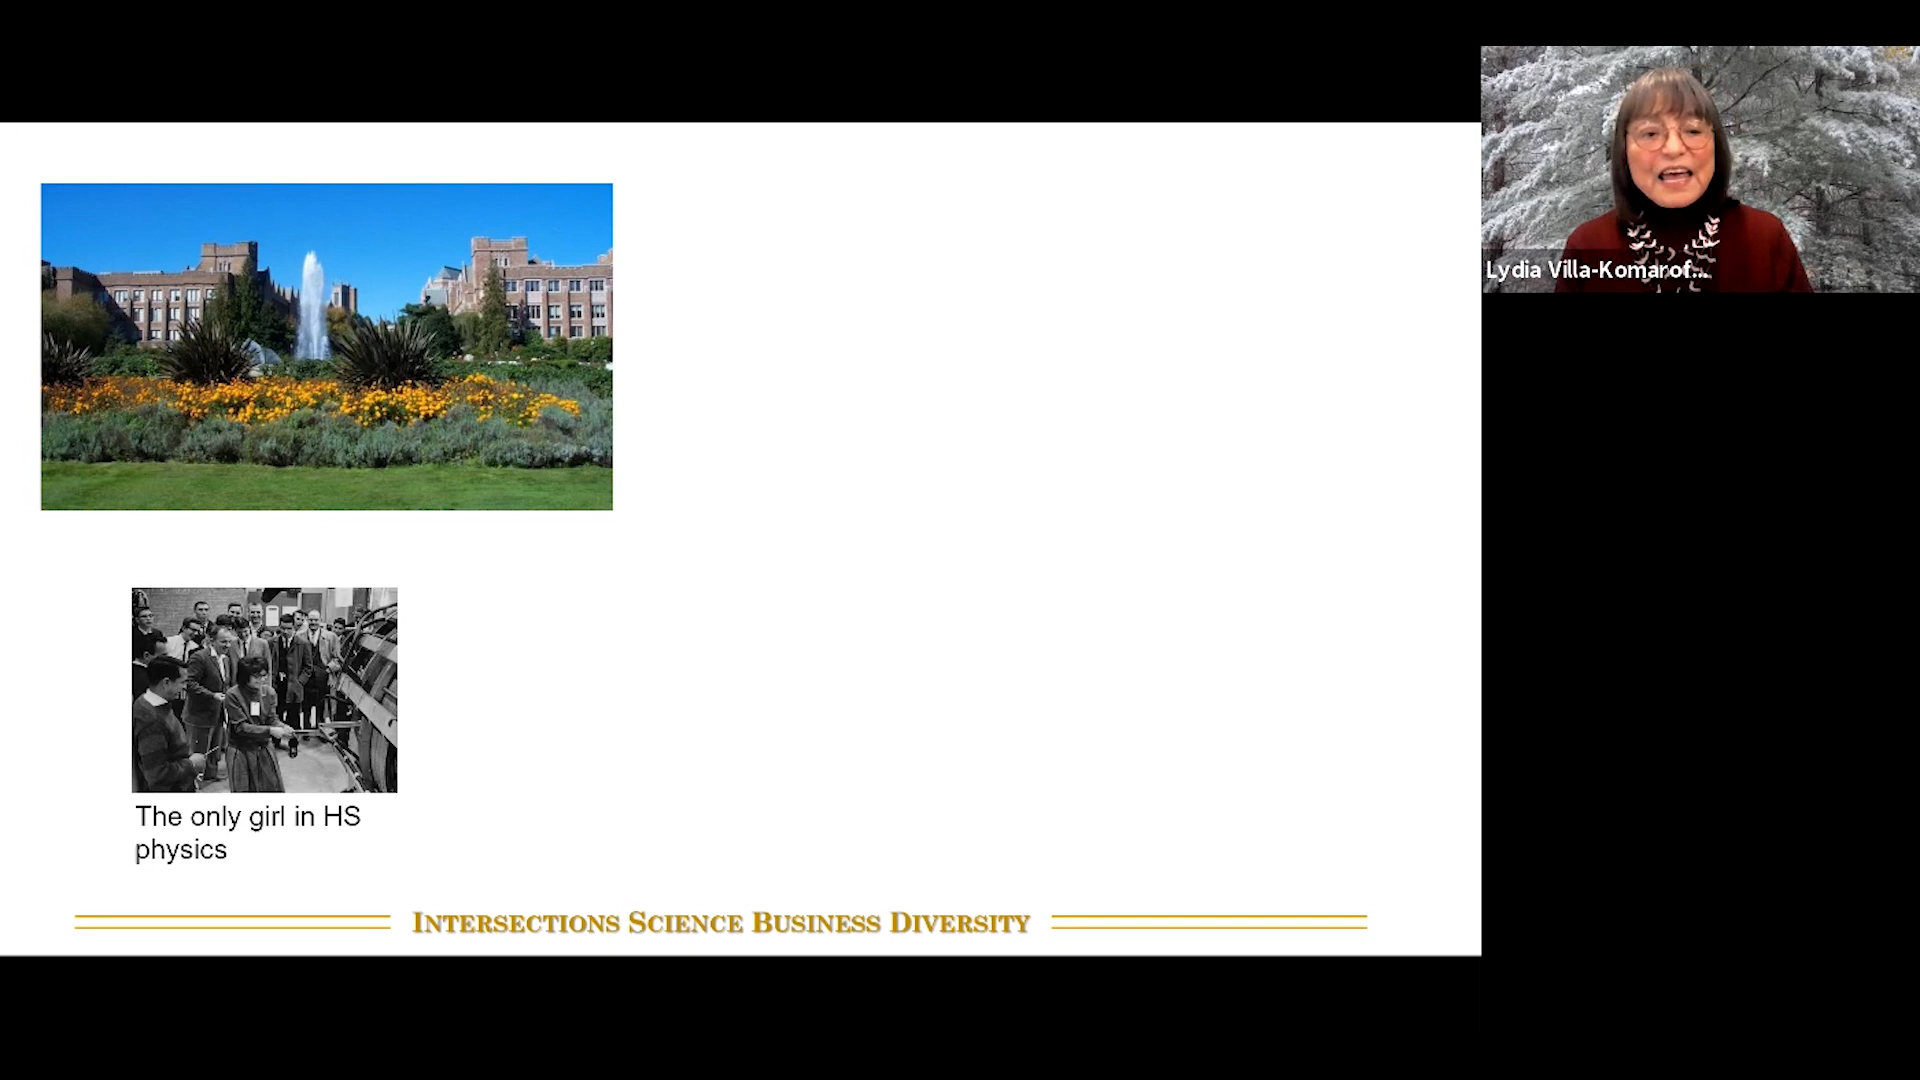 Lydia Villa-Komarof...
The only girl in HS
physics
INTERSECTIONS SCIENCE BUSINESS DIVERSITY